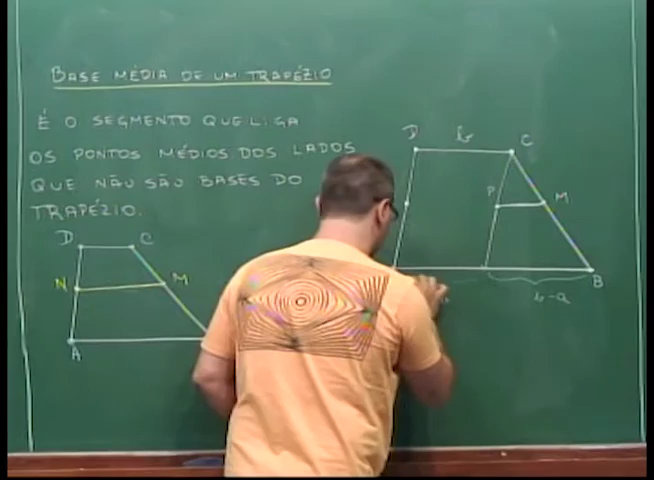 BASE MÉDIA DE UM TRAPÉZIO
É O SEGMENTO QUE LIGA
OS PONTOS MÉDIOS DOS LADOS
QUE NÃO SÃO BASES DO
TRAPÉZIO.
D b C
P M
D C
N M
B
b-a
A